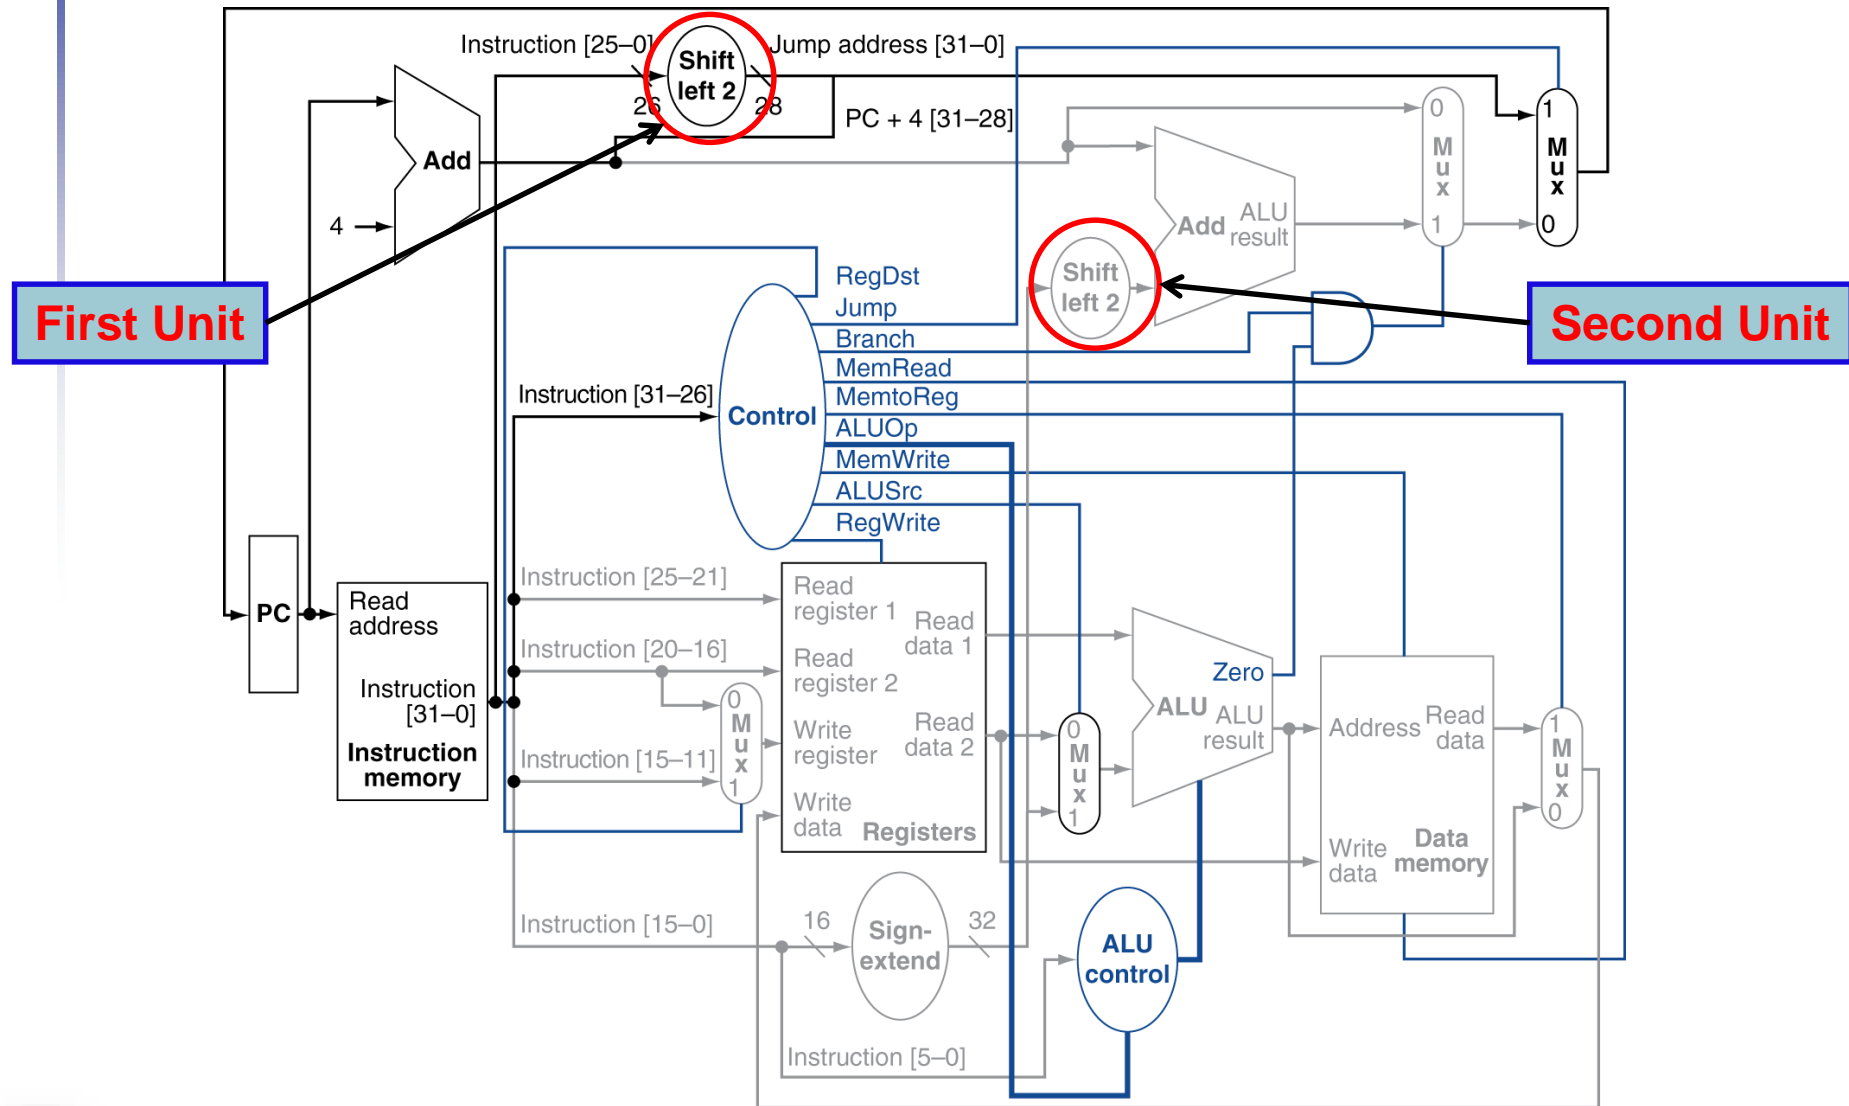 Instruction [25–0]
Shift
left 2
Jump address [31–0]
26
28
PC + 4 [31–28]
Add
4
0
M
u
x
1
1
M
u
x
0
Add
ALU
result
Shift
left 2
First Unit
Second Unit
RegDst
Jump
Branch
MemRead
MemtoReg
ALUOp
MemWrite
ALUSrc
RegWrite
Instruction [31–26]
Control
PC
Read
address
Instruction
[31–0]
Instruction
memory
Instruction [25–21]
Instruction [20–16]
Instruction [15–11]
0
M
u
x
1
Read
register 1
Read
register 2
Write
register
Write
data
Read
data 1
Read
data 2
Registers
0
M
u
x
1
Zero
ALU
ALU
result
Address
Read
data
Write
data
Data
memory
1
M
u
x
0
Instruction [15–0]
16
Sign-
extend
32
ALU
control
Instruction [5–0]